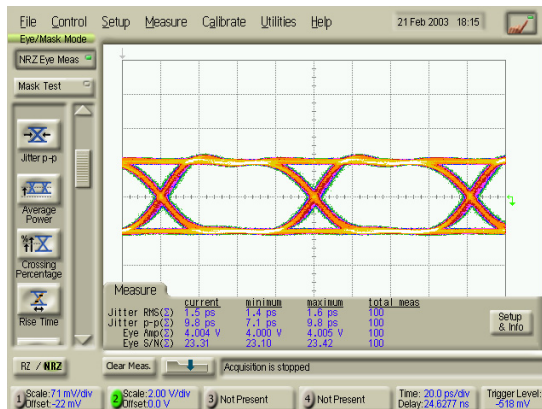 File Control Setup Measure Calibrate Utilities Help 21 Feb 2003 18:15
Eye/Mask Mode
NRZ Eye Meas
Mask Test
Jitter p-p
Average
Power
Crossing
Percentage
Rise Time
Measure
current minimum maximum total meas
Jitter RMS(Σ) 1.5 ps 1.4 ps 1.6 ps 100
Jitter p-p(Σ) 9.8 ps 7.1 ps 9.8 ps 100
Eye Amp(Σ) 4.004 V 4.000 V 4.005 V 100
Eye S/N(Σ) 23.31 23.10 23.42 100
Setup
& Info
RZ / NRZ
Clear Meas.
Acquisition is stopped
1 Scale:71 mV/div
Offset:-22 mV
2 Scale:2.00 V/div
Offset:0.0 V
3 Not Present
4 Not Present
Time: 20.0 ps/div
Delay:24.6277 ns
Trigger Level:
-518 mV